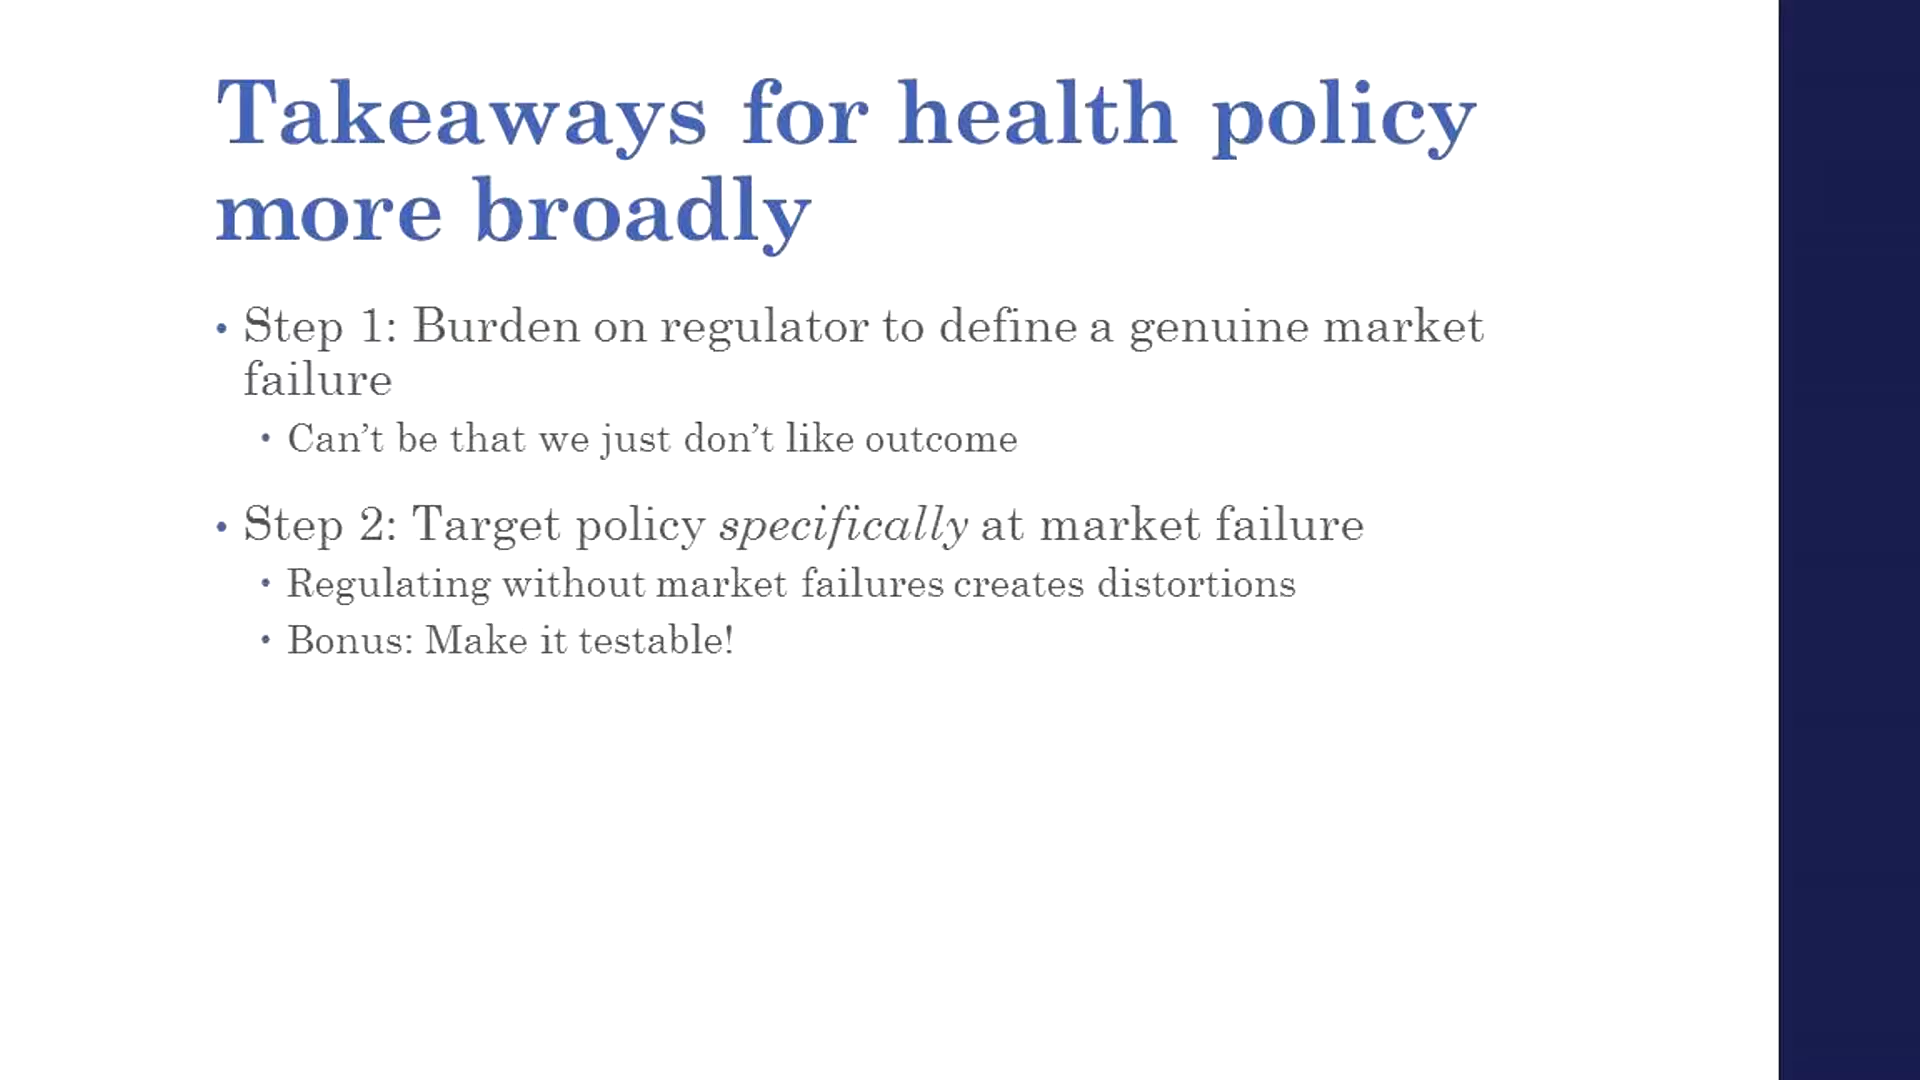 Takeaways for health policy
more broadly
• Step 1: Burden on regulator to define a genuine market
failure
• Can’t be that we just don’t like outcome
• Step 2: Target policy specifically at market failure
• Regulating without market failures creates distortions
• Bonus: Make it testable!